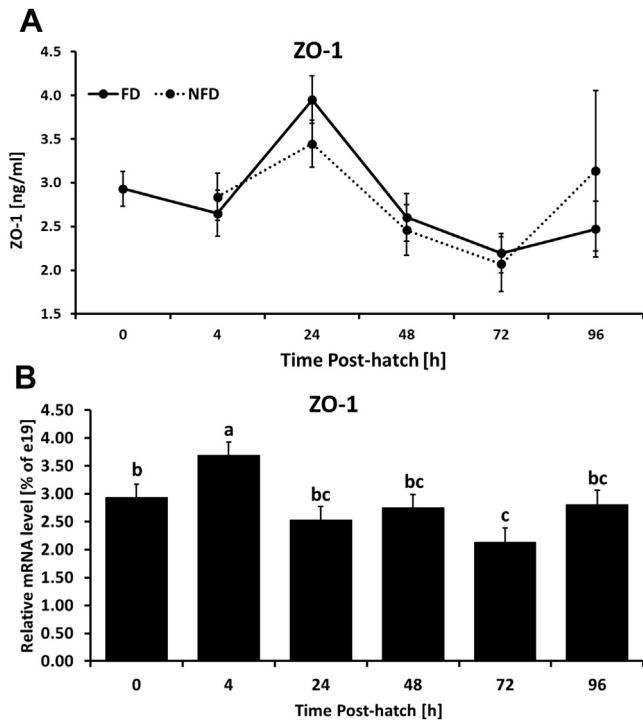 A
ZO-1
4.5
4.0
3.5
3.0
2.5
2.0
1.5
ZO-1 [ng/ml]
FD
NFD
0 4 24 48 72 96
Time Post-hatch [h]
B
ZO-1
4.50
4.00
3.50
3.00
2.50
2.00
1.50
1.00
0.50
0.00
Relative mRNA level [% of e19]
b a bc bc c bc
0 4 24 48 72 96
Time Post-hatch [h]